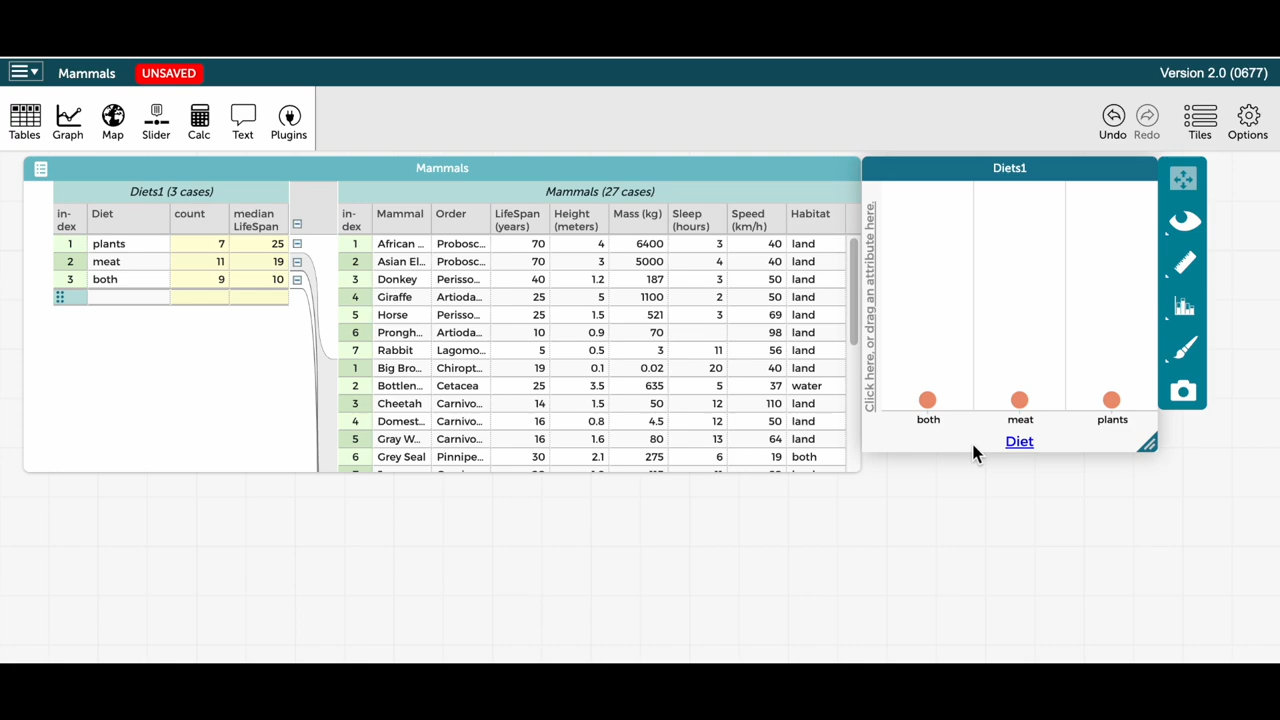 Mammals UNSAVED Version 2.0 (0677)
Tables Graph Map Slider Calc Text Plugins Undo Redo Tiles Options
Mammals
Diets1 (3 cases) Mammals (27 cases)
in-dex Diet count median LifeSpan
1 plants 7 25
2 meat 11 19
3 both 9 10
in-dex Mammal Order LifeSpan (years) Height (meters) Mass (kg) Sleep (hours) Speed (km/h) Habitat
1 African ... Probosc... 70 4 6400 3 40 land
2 Asian El... Probosc... 70 3 5000 4 40 land
3 Donkey Perisso... 40 1.2 187 3 50 land
4 Giraffe Artioda... 25 5 1100 2 50 land
5 Horse Perisso... 25 1.5 521 3 69 land
6 Prongh... Artioda... 10 0.9 70 98 land
7 Rabbit Lagomo... 5 0.5 3 11 56 land
1 Big Bro... Chiropt... 19 0.1 0.02 20 40 land
2 Bottlen... Cetacea 25 3.5 635 5 37 water
3 Cheetah Carnivo... 14 1.5 50 12 110 land
4 Domest... Carnivo... 16 0.8 4.5 12 50 land
5 Gray W... Carnivo... 16 1.6 80 13 64 land
6 Grey Seal Pinnipe... 30 2.1 275 6 19 both
Diets1
Click here, or drag an attribute here.
both meat plants
Diet